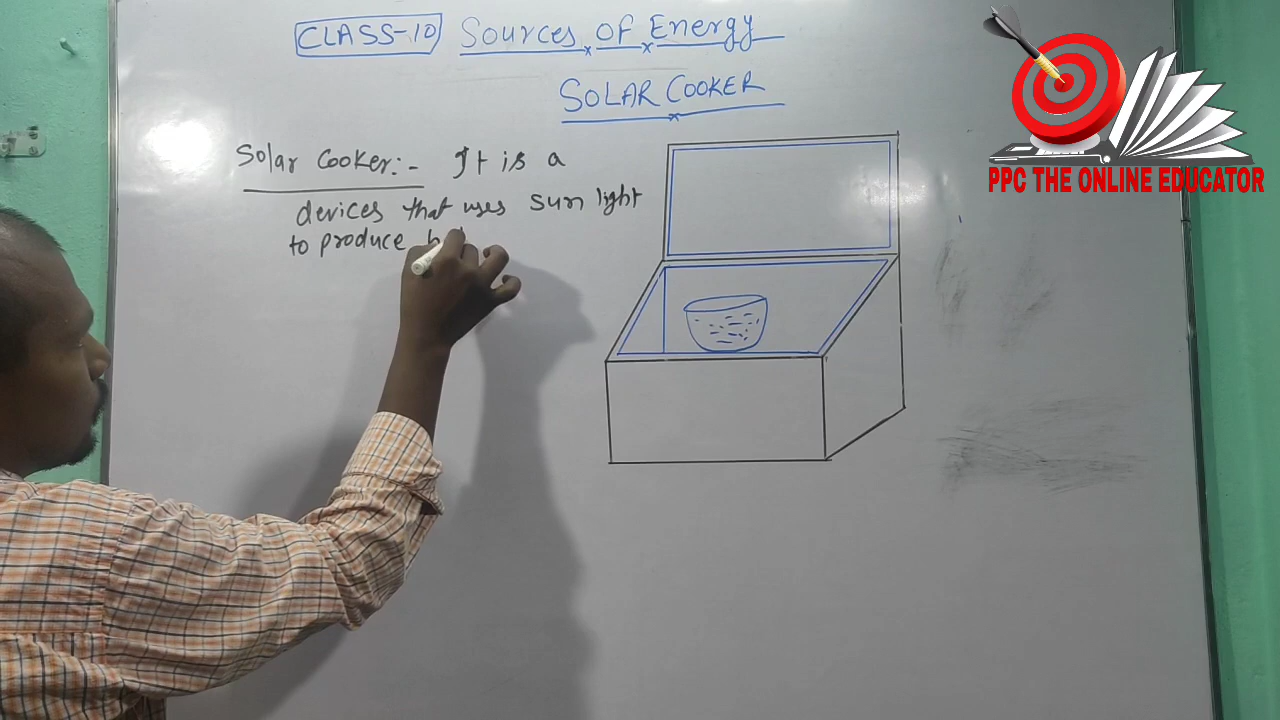 CLASS-10 Sources of Energy
SOLAR COOKER
Solar Cooker:- It is a
devices that uses sun light
to produce
PPC THE ONLINE EDUCATOR